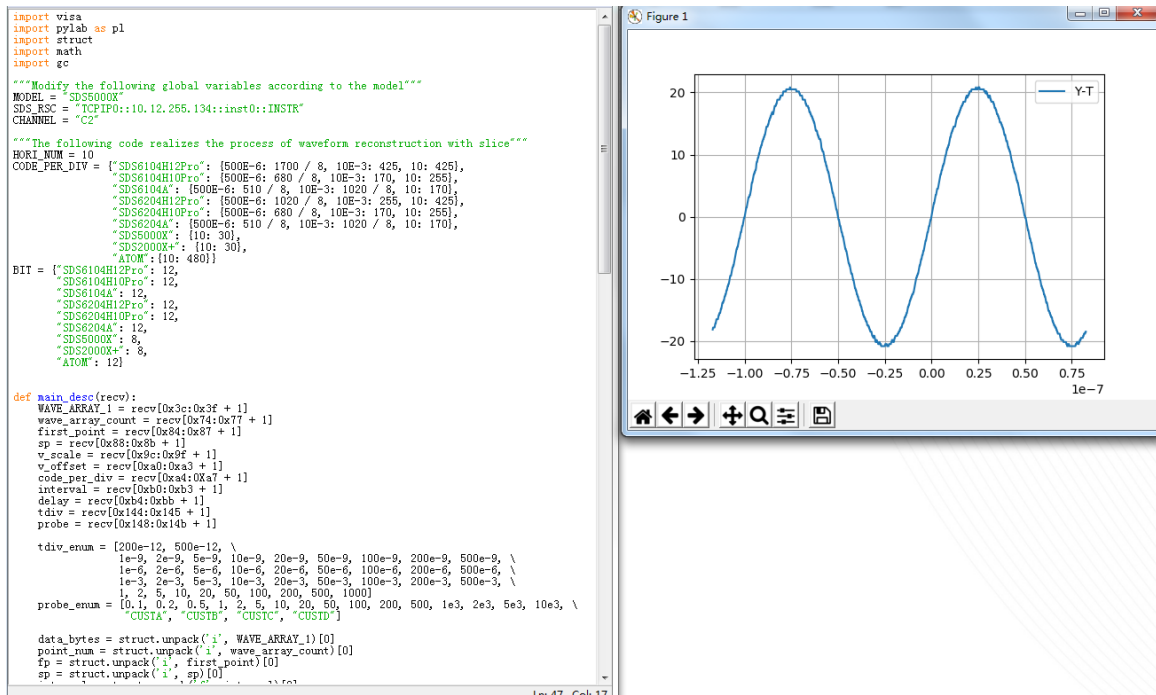 import visa
import pylab as pl
import struct
import math
import gc
"""Modify the following global variables according to the model"""
MODEL = "SDS5000X"
SDS_RSC = "TCPIP0::10.12.255.134::inst0::INSTR"
CHANNEL = "C2"
"""The following code realizes the process of waveform reconstruction with slice"""
HORI_NUM = 10
CODE_PER_DIV = {"SDS6104H12Pro": {500E-6: 1700 / 8, 10E-3: 425, 10: 425},
"SDS6104H10Pro": {500E-6: 680 / 8, 10E-3: 170, 10: 255},
"SDS6104A": {500E-6: 510 / 8, 10E-3: 1020 / 8, 10: 170},
"SDS6204H12Pro": {500E-6: 1020 / 8, 10E-3: 255, 10: 425},
"SDS6204H10Pro": {500E-6: 680 / 8, 10E-3: 170, 10: 255},
"SDS6204A": {500E-6: 510 / 8, 10E-3: 1020 / 8, 10: 170},
"SDS5000X": {10: 30},
"SDS2000X+": {10: 30},
"ATOM":{10: 480}}
BIT = {"SDS6104H12Pro": 12,
"SDS6104H10Pro": 12,
"SDS6104A": 12,
"SDS6204H12Pro": 12,
"SDS6204H10Pro": 12,
"SDS6204A": 12,
"SDS5000X": 8,
"SDS2000X+": 8,
"ATOM": 12}
def main_desc(recv):
WAVE_ARRAY_1 = recv[0x3c:0x3f + 1]
wave_array_count = recv[0x74:0x77 + 1]
first_point = recv[0x84:0x87 + 1]
sp = recv[0x88:0x8b + 1]
v_scale = recv[0x9c:0x9f + 1]
v_offset = recv[0xa0:0xa3 + 1]
code_per_div = recv[0xa4:0Xa7 + 1]
interval = recv[0xb0:0xb3 + 1]
delay = recv[0xb4:0xbb + 1]
tdiv = recv[0x144:0x145 + 1]
probe = recv[0x148:0x14b + 1]
tdiv_enum = [200e-12, 500e-12, \
1e-9, 2e-9, 5e-9, 10e-9, 20e-9, 50e-9, 100e-9, 200e-9, 500e-9, \
1e-6, 2e-6, 5e-6, 10e-6, 20e-6, 50e-6, 100e-6, 200e-6, 500e-6, \
1e-3, 2e-3, 5e-3, 10e-3, 20e-3, 50e-3, 100e-3, 200e-3, 500e-3, \
1, 2, 5, 10, 20, 50, 100, 200, 500, 1000]
probe_enum = [0.1, 0.2, 0.5, 1, 2, 5, 10, 20, 50, 100, 200, 500, 1e3, 2e3, 5e3, 10e3, \
"CUSTA", "CUSTB", "CUSTC", "CUSTD"]
data_bytes = struct.unpack('i', WAVE_ARRAY_1)[0]
point_num = struct.unpack('i', wave_array_count)[0]
fp = struct.unpack('i', first_point)[0]
sp = struct.unpack('i', sp)[0]
Ln: 47 Col: 17
Figure 1
Y-T
20
10
0
−10
−20
−1.25 −1.00 −0.75 −0.50 −0.25 0.00 0.25 0.50 0.75
1e−7